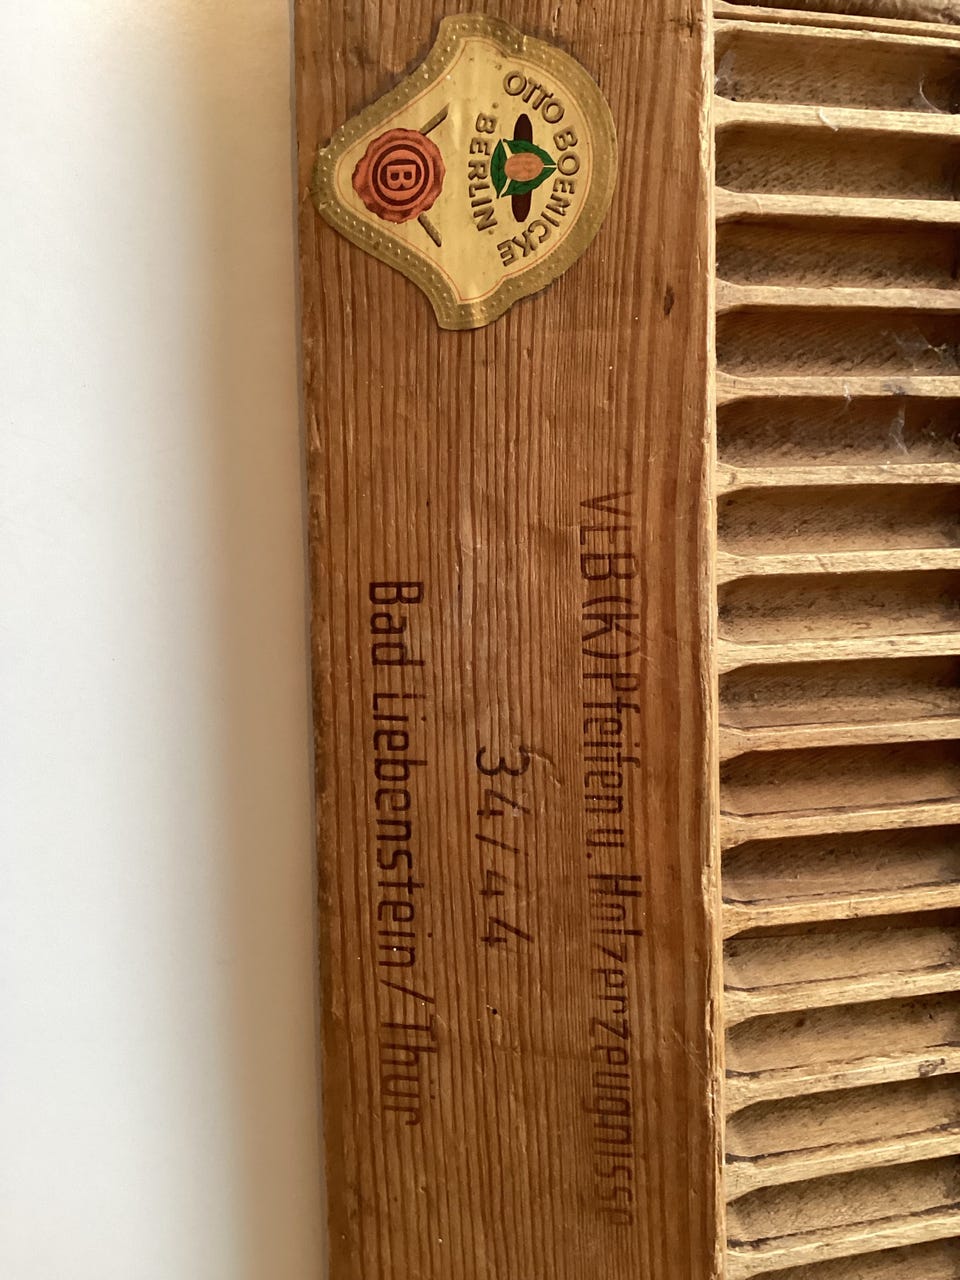 OTTO BOENICKE
BERLIN
B
VEB (K) Pfeifen u. Holzerzeugnisse
34/44
Bad Liebenstein/Thür